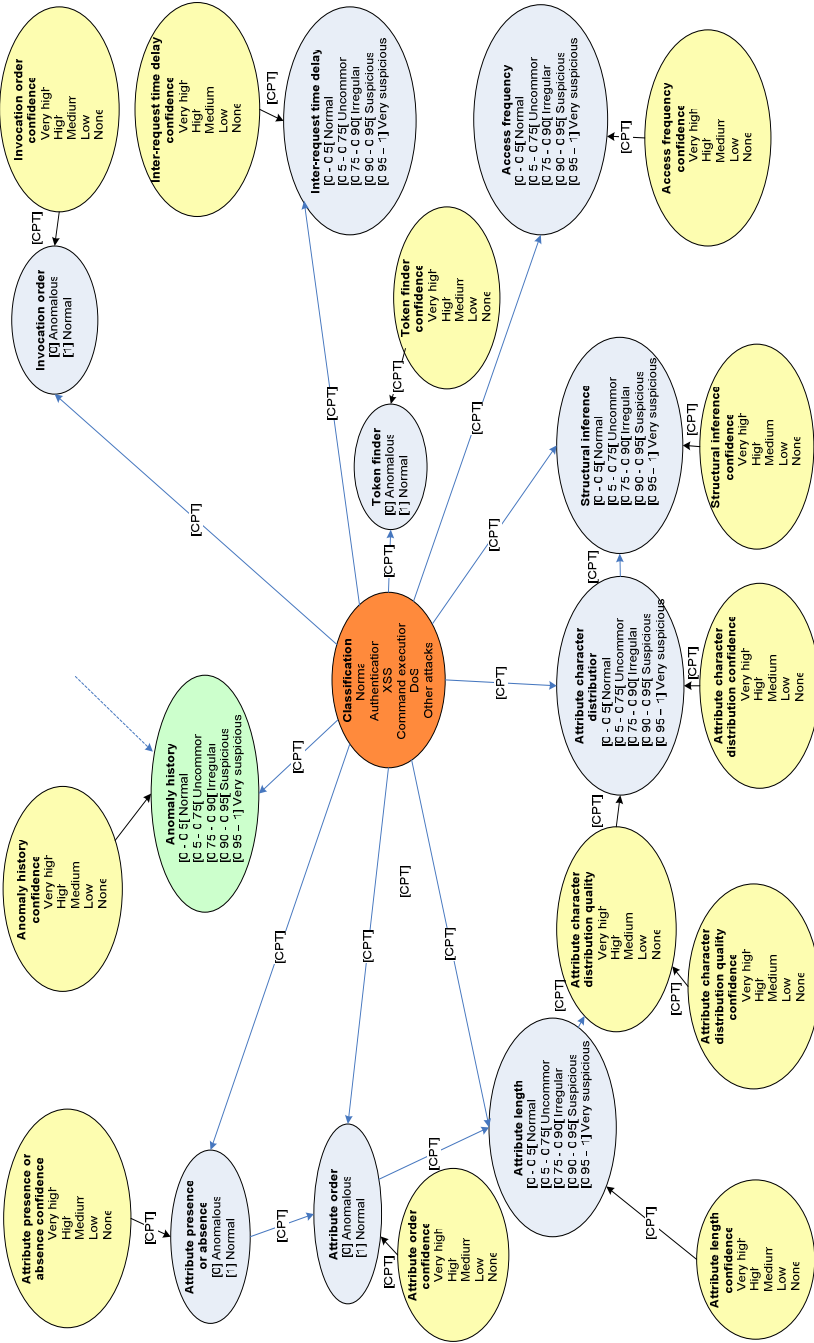 Attribute presence or
absence confidence
Very high
High
Medium
Low
None
[CPT]
Attribute presence
or absence
[0] Anomalous
[1] Normal
[CPT]
Attribute order
[0] Anomalous
[1] Normal
[CPT]
Attribute order
confidence
Very high
High
Medium
Low
None
[CPT]
Attribute length
[0 - 0.5[ Normal
[0.5 - 0.75[ Uncommon
[0.75 - 0.90[ Irregular
[0.90 - 0.95[ Suspicious
[0.95 – 1] Very suspicious
[CPT]
Attribute length
confidence
Very high
High
Medium
Low
None
Anomaly history
confidence
Very high
High
Medium
Low
None
Anomaly history
[0 - 0.5[ Normal
[0.5 - 0.75[ Uncommon
[0.75 - 0.90[ Irregular
[0.90 - 0.95[ Suspicious
[0.95 – 1] Very suspicious
[CPT]
[CPT]
[CPT]
[CPT]
[CPT]
[CPT]
Attribute character
distribution quality
Very high
High
Medium
Low
None
[CPT]
Attribute character
distribution quality
confidence
Very high
High
Medium
Low
None
[CPT]
Classification
Normal
Authentication
XSS
Command execution
DoS
Other attacks
[CPT]
Attribute character
distribution
[0 - 0.5[ Normal
[0.5 - 0.75[ Uncommon
[0.75 - 0.90[ Irregular
[0.90 - 0.95[ Suspicious
[0.95 – 1] Very suspicious
[CPT]
Attribute character
distribution confidence
Very high
High
Medium
Low
None
[CPT]
[CPT]
Structural inference
[0 - 0.5[ Normal
[0.5 - 0.75[ Uncommon
[0.75 - 0.90[ Irregular
[0.90 - 0.95[ Suspicious
[0.95 – 1] Very suspicious
[CPT]
Structural inference
confidence
Very high
High
Medium
Low
None
[CPT]
Token finder
[0] Anomalous
[1] Normal
[CPT]
Token finder
confidence
Very high
High
Medium
Low
None
[CPT]
Invocation order
[0] Anomalous
[1] Normal
[CPT]
Invocation order
confidence
Very high
High
Medium
Low
None
[CPT]
Inter-request time delay
confidence
Very high
High
Medium
Low
None
[CPT]
Inter-request time delay
[0 - 0.5[ Normal
[0.5 - 0.75[ Uncommon
[0.75 - 0.90[ Irregular
[0.90 - 0.95[ Suspicious
[0.95 – 1] Very suspicious
[CPT]
Access frequency
[0 - 0.5[ Normal
[0.5 - 0.75[ Uncommon
[0.75 - 0.90[ Irregular
[0.90 - 0.95[ Suspicious
[0.95 – 1] Very suspicious
[CPT]
Access frequency
confidence
Very high
High
Medium
Low
None